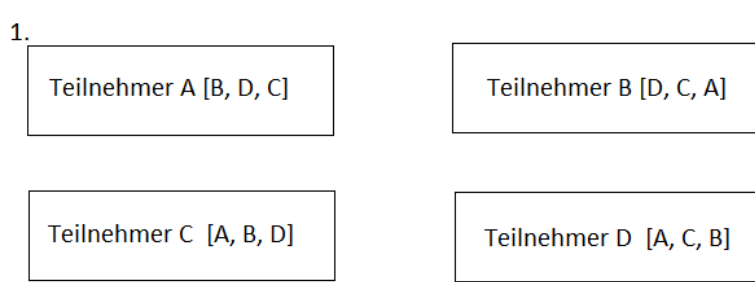 1.
Teilnehmer A [B, D, C]
Teilnehmer B [D, C, A]
Teilnehmer C [A, B, D]
Teilnehmer D [A, C, B]